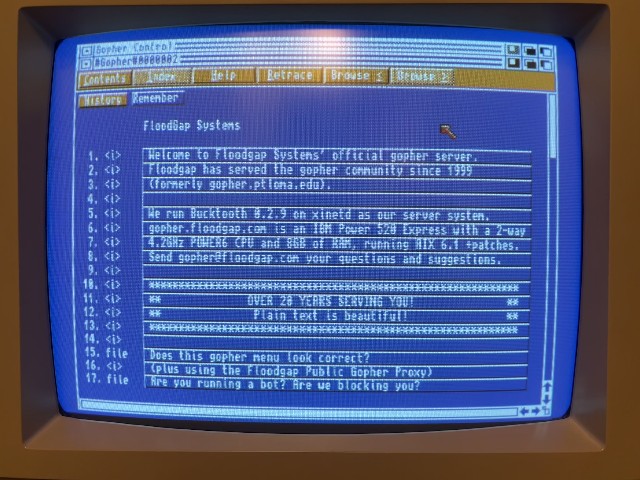 Gopher Control
#Gopher#0000002
Contents Index Help Retrace Browse < Browse >
History Remember
Floodgap Systems
1. <i> Welcome to Floodgap Systems' official gopher server.
2. <i> Floodgap has served the gopher community since 1999
3. <i> (formerly gopher.ptloma.edu).
4. <i>
5. <i> We run Bucktooth 0.2.9 on xinetd as our server system.
6. <i> gopher.floodgap.com is an IBM Power 520 Express with a 2-way
7. <i> 4.2GHz POWER6 CPU and 8GB of RAM, running AIX 6.1 +patches.
8. <i> Send gopher@floodgap.com your questions and suggestions.
9. <i>
10. <i> ***********************************************************
11. <i> ** OVER 20 YEARS SERVING YOU! **
12. <i> ** Plain text is beautiful! **
13. <i> ***********************************************************
14. <i>
15. file Does this gopher menu look correct?
16. <i> (plus using the Floodgap Public Gopher Proxy)
17. file Are you running a bot? Are we blocking you?